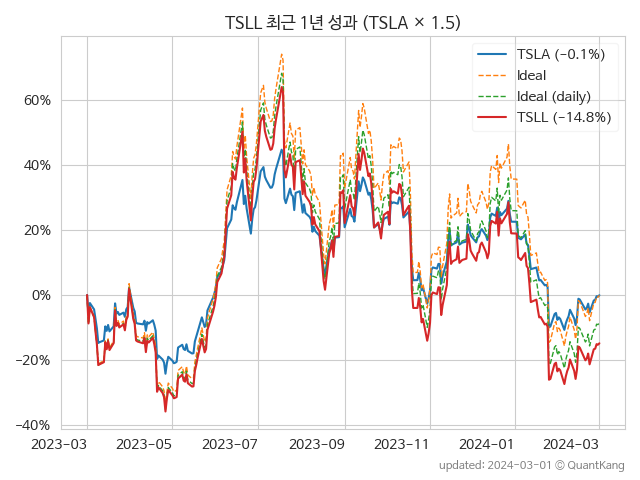 TSLL 최근 1년 성과 (TSLA × 1.5)
TSLA (−0.1%)
Ideal
Ideal (daily)
TSLL (−14.8%)
60%
40%
20%
0%
−20%
−40%
2023−03
2023−05
2023−07
2023−09
2023−11
2024−01
2024−03
updated: 2024−03−01 © QuantKang